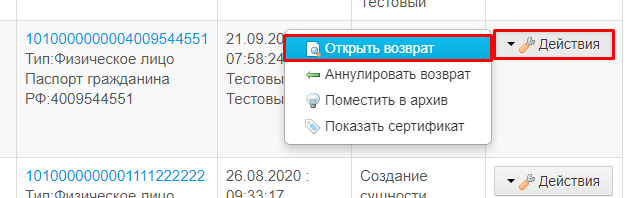 Тестовый
1010000000004009544551
Тип:Физическое лицо
Паспорт гражданина
РФ:4009544551
21.09.20
07:58:24
Тестовы
Тестовы
Открыть возврат
Аннулировать возврат
Поместить в архив
Показать сертификат
Действия
1010000000001111222222
Тип:Физическое лицо
26.08.2020 :
09:33:17
Создание
сущности
Действия